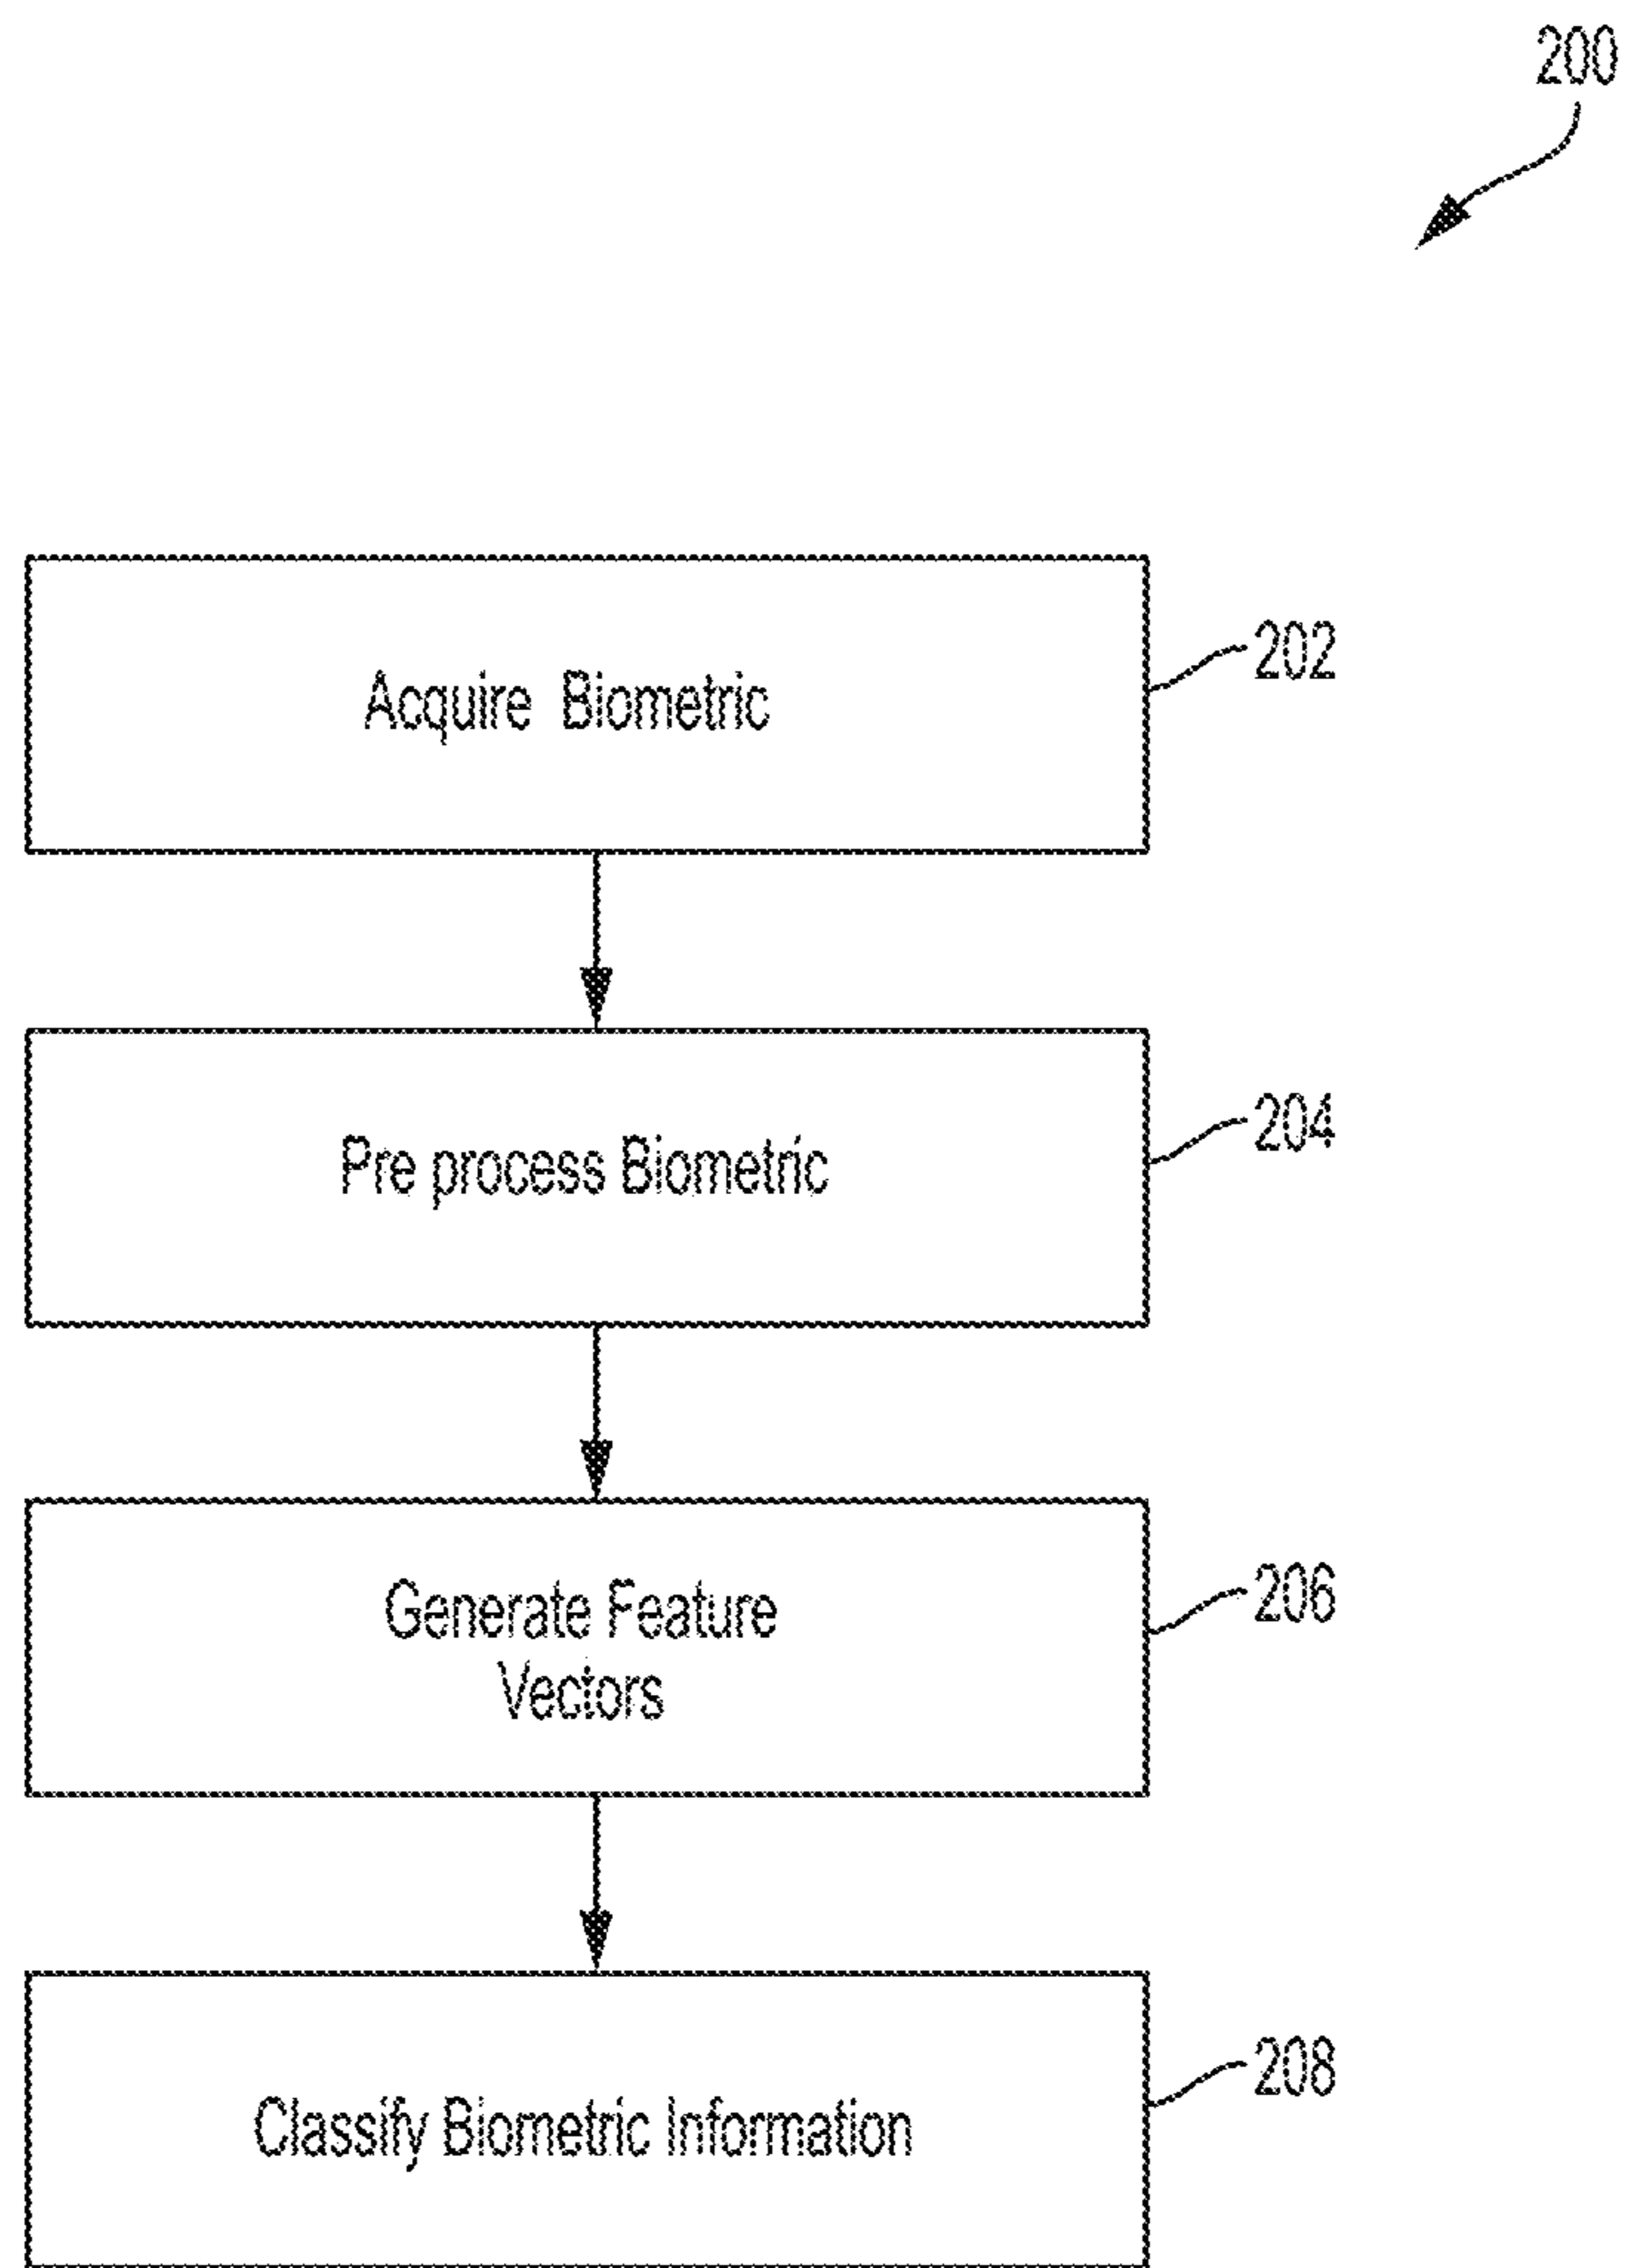 200
Acquire Biometric
202
Pre process Biometric
204
Generate Feature
Vectors
206
Classify Biometric Information
208